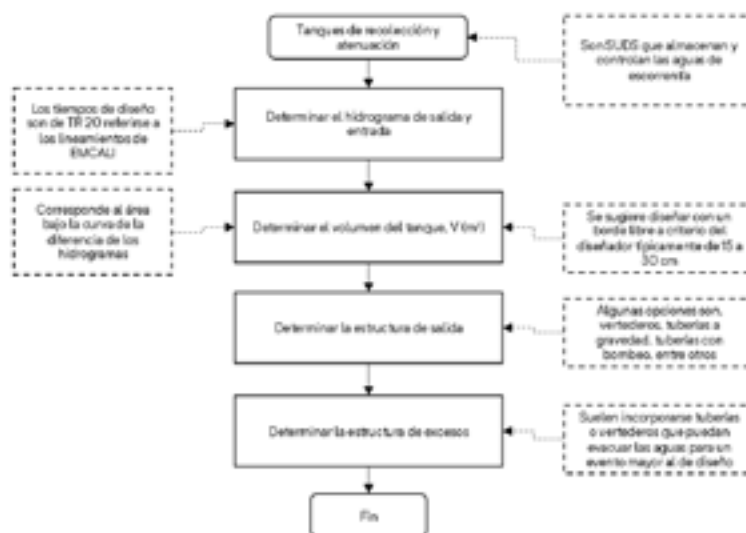 Tanques de recolección y
atenuación
Son SUDS que almacenan y
controlan las aguas de
escorrentía
Los tiempos de diseño
son de TR 20 referirse a
los lineamientos de
EMCALI
Determinar el hidrograma de salida y
entrada
Corresponde al área
bajo la curva de la
diferencia de los
hidrogramas
Determinar el volumen del tanque, V (m³)
Se sugiere diseñar con un
borde libre a criterio del
diseñador típicamente de 15 a
30 cm
Determinar la estructura de salida
Algunas opciones son,
vertederos, tuberías a
gravedad, tuberías con
bombeo, entre otros
Determinar la estructura de excesos
Suelen incorporarse tuberías
o vertederos que puedan
evacuar las aguas para un
evento mayor al de diseño
Fin